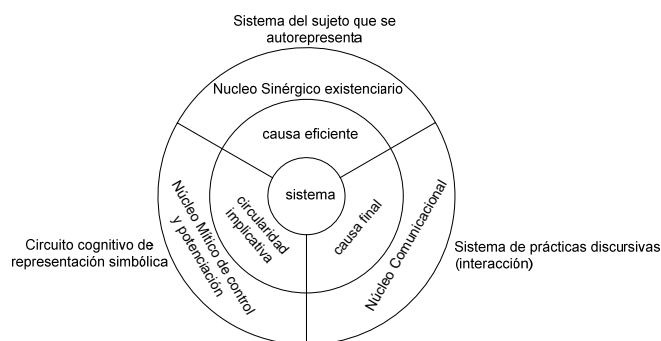 Sistema del sujeto que se
autorepresenta
Nucleo Sinérgico existenciario
causa eficiente
sistema
circularidad
implicativa
causa final
Núcleo Mítico de control
y potenciación
Núcleo Comunicacional
Circuito cognitivo de
representación simbólica
Sistema de prácticas discursivas
(interacción)